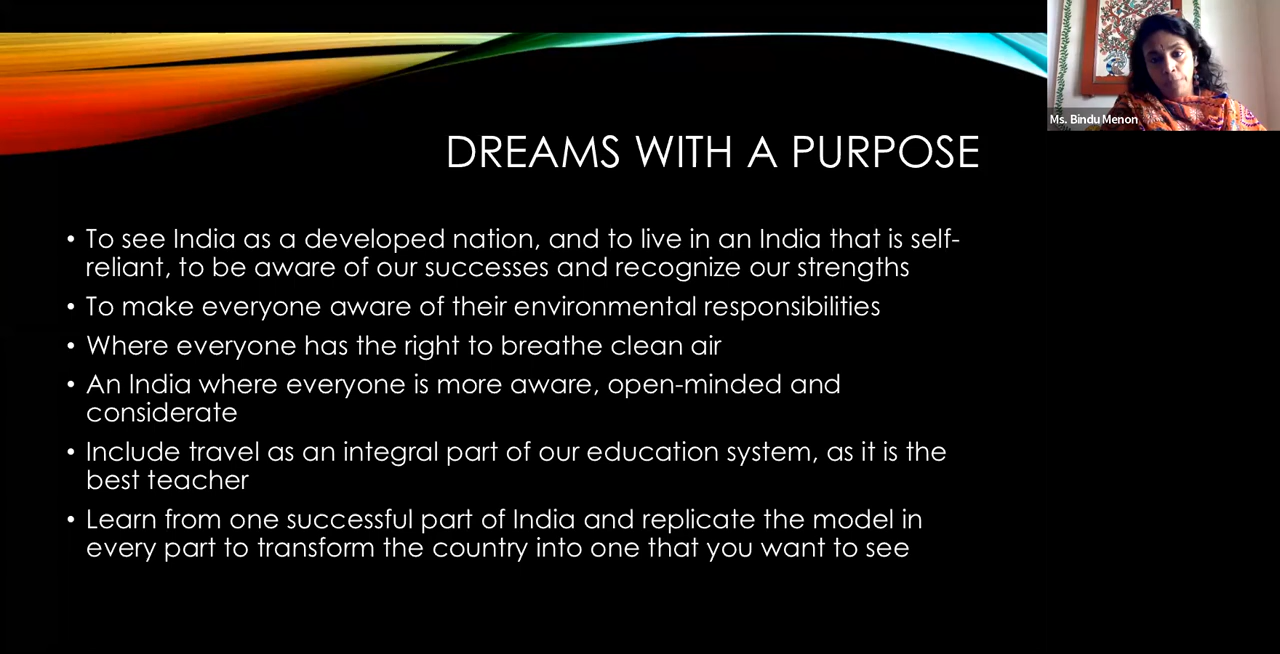 Ms. Bindu Menon
DREAMS WITH A PURPOSE
• To see India as a developed nation, and to live in an India that is self-
reliant, to be aware of our successes and recognize our strengths
• To make everyone aware of their environmental responsibilities
• Where everyone has the right to breathe clean air
• An India where everyone is more aware, open-minded and
considerate
• Include travel as an integral part of our education system, as it is the
best teacher
• Learn from one successful part of India and replicate the model in
every part to transform the country into one that you want to see